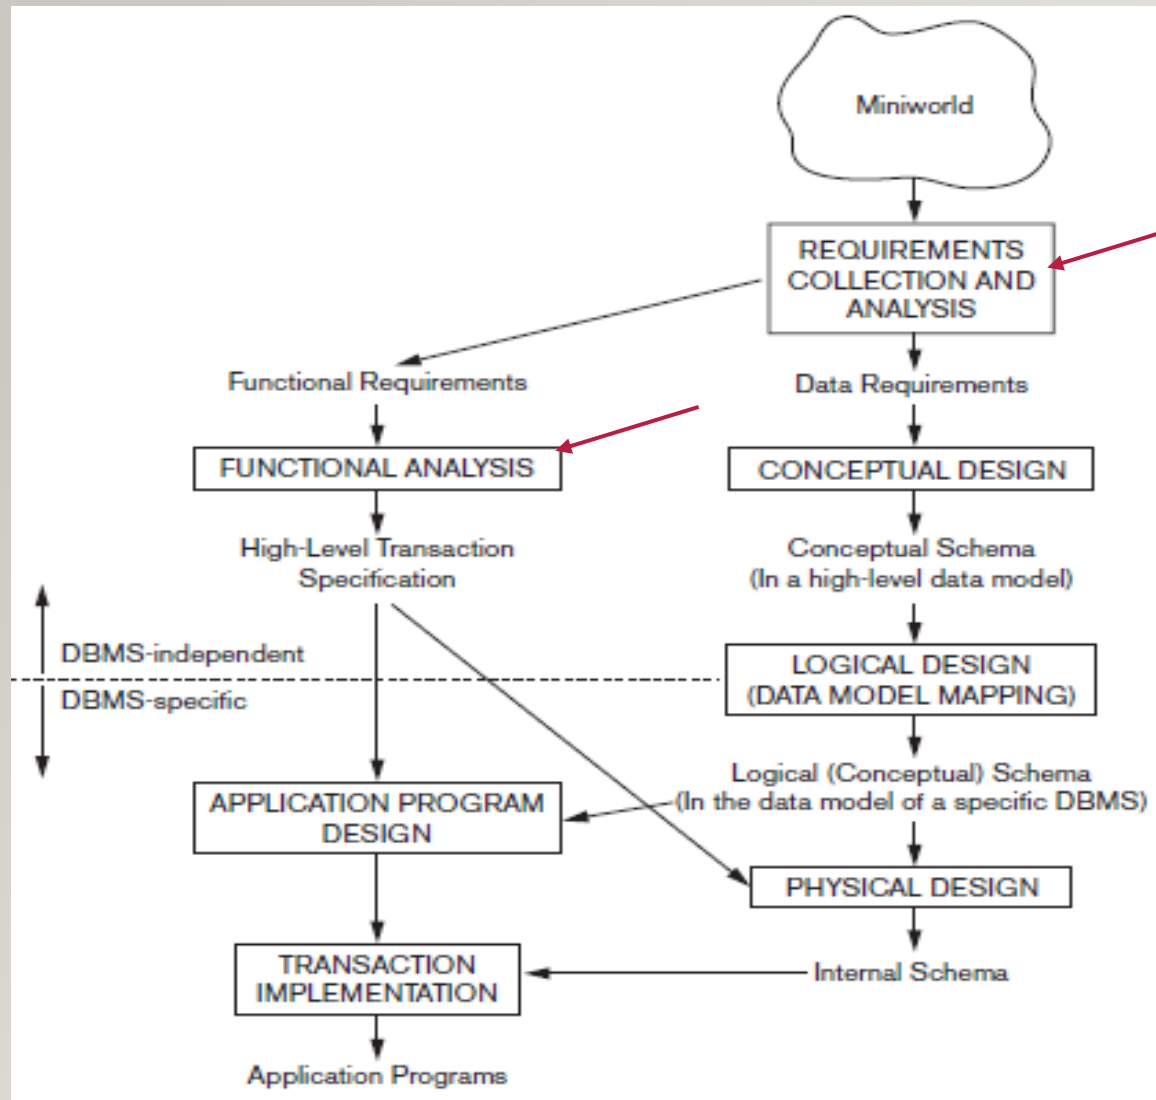 Miniworld
REQUIREMENTS
COLLECTION AND
ANALYSIS
Functional Requirements
Data Requirements
FUNCTIONAL ANALYSIS
CONCEPTUAL DESIGN
High-Level Transaction
Specification
Conceptual Schema
(In a high-level data model)
DBMS-independent
DBMS-specific
LOGICAL DESIGN
(DATA MODEL MAPPING)
Logical (Conceptual) Schema
(In the data model of a specific DBMS)
APPLICATION PROGRAM
DESIGN
PHYSICAL DESIGN
TRANSACTION
IMPLEMENTATION
Internal Schema
Application Programs